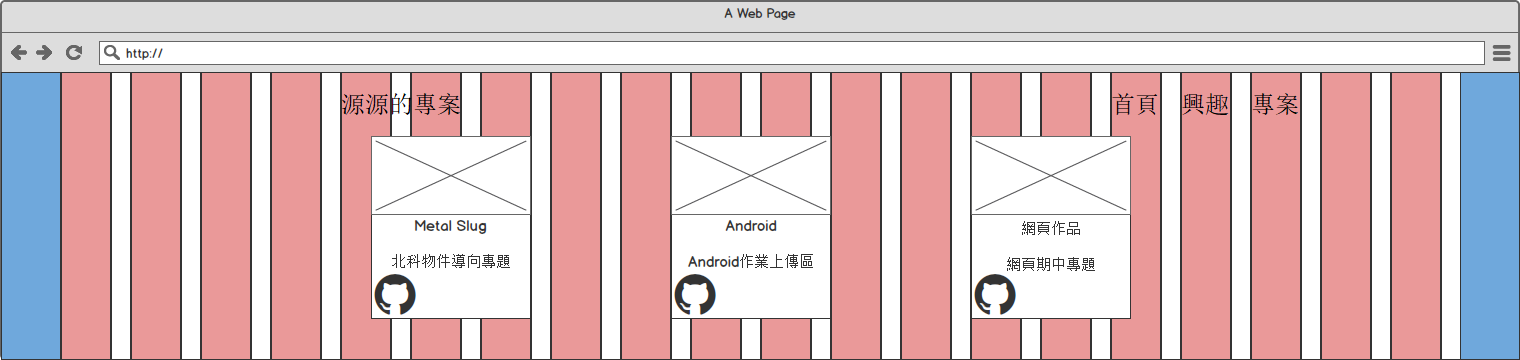 A Web Page
http://
源源的專案
首頁 興趣 專案
Metal Slug
北科物件導向專題
Android
Android作業上傳區
網頁作品
網頁期中專題